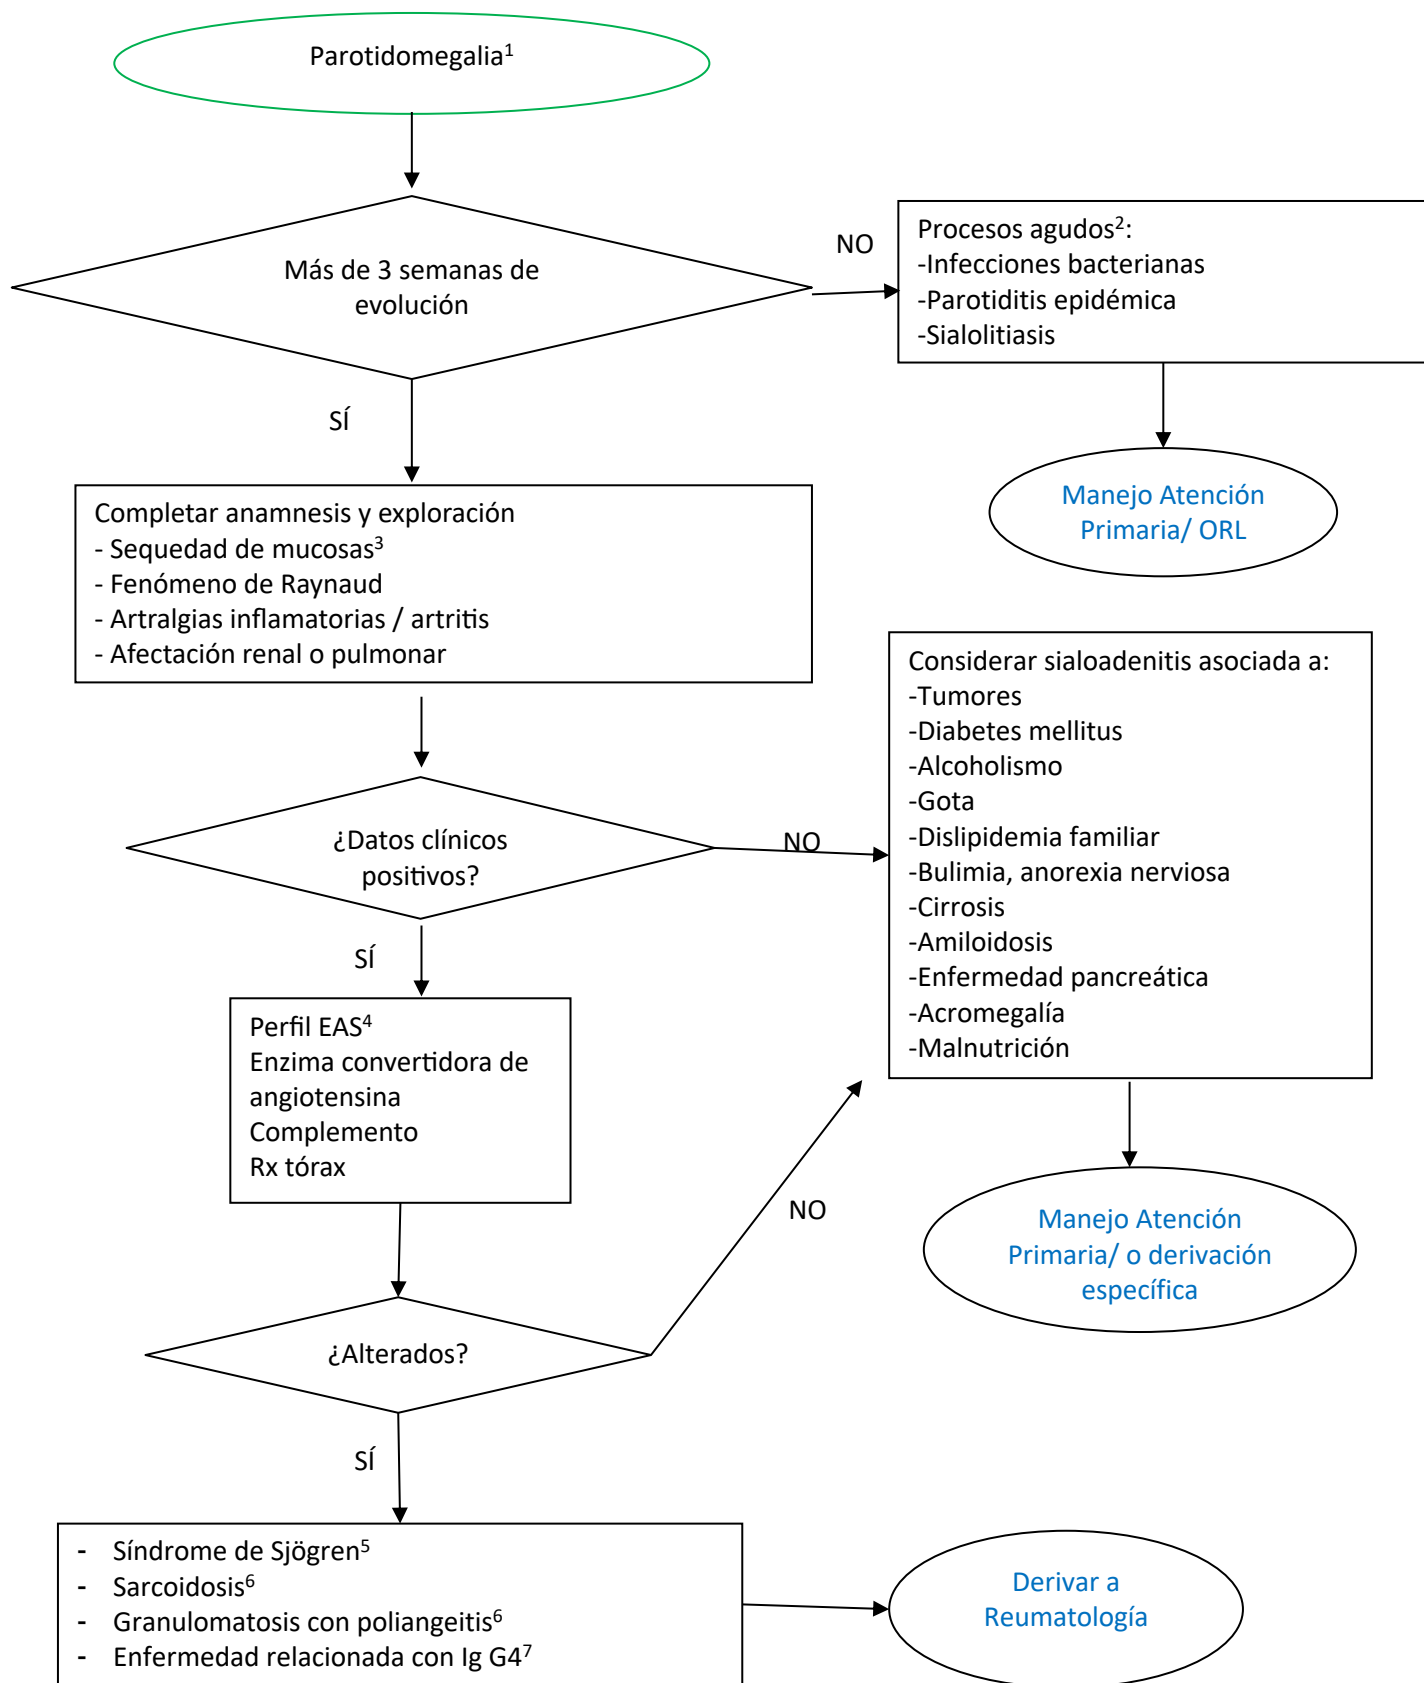 Parotidomegalia¹
Más de 3 semanas de
evolución
NO
Procesos agudos²:
-Infecciones bacterianas
-Parotiditis epidémica
-Sialolitiasis
Manejo Atención
Primaria/ ORL
SÍ
Completar anamnesis y exploración
- Sequedad de mucosas³
- Fenómeno de Raynaud
- Artralgias inflamatorias / artritis
- Afectación renal o pulmonar
¿Datos clínicos
positivos?
NO
Considerar sialoadenitis asociada a:
-Tumores
-Diabetes mellitus
-Alcoholismo
-Gota
-Dislipidemia familiar
-Bulimia, anorexia nerviosa
-Cirrosis
-Amiloidosis
-Enfermedad pancreática
-Acromegalía
-Malnutrición
Manejo Atención
Primaria/ o derivación
específica
SÍ
Perfil EAS⁴
Enzima convertidora de
angiotensina
Complemento
Rx tórax
¿Alterados?
NO
SÍ
- Síndrome de Sjögren⁵
- Sarcoidosis⁶
- Granulomatosis con poliangeitis⁶
- Enfermedad relacionada con Ig G4⁷
Derivar a
Reumatología